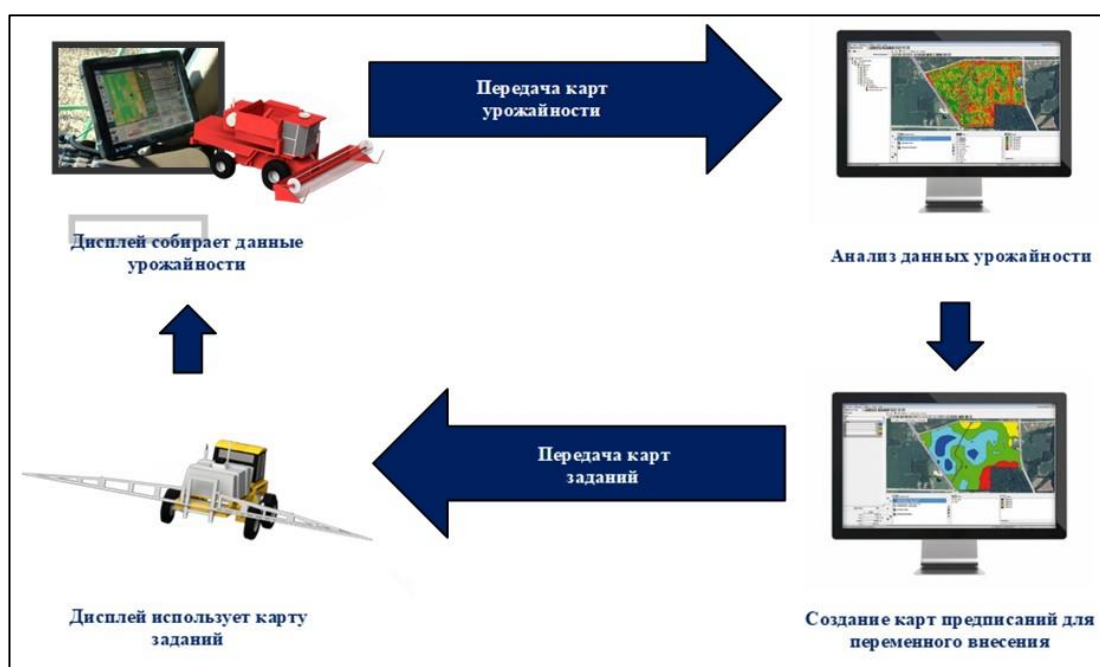 Передача карт
урожайности
Дисплей собирает данные
урожайности
Анализ данных урожайности
Передача карт
заданий
Дисплей использует карту
заданий
Создание карт предписаний для
переменного внесения